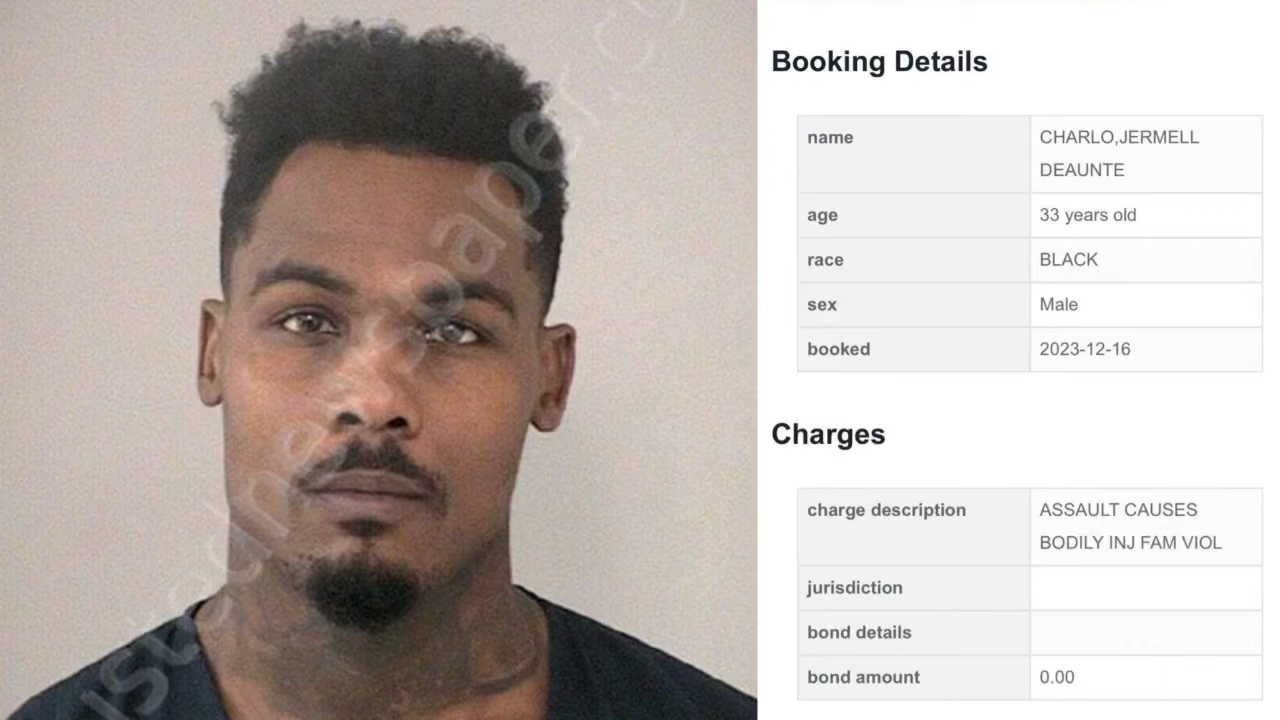 Booking Details
name CHARLO,JERMELL
DEAUNTE
age 33 years old
race BLACK
sex Male
booked 2023-12-16
Charges
charge description ASSAULT CAUSES
BODILY INJ FAM VIOL
jurisdiction
bond details
bond amount 0.00